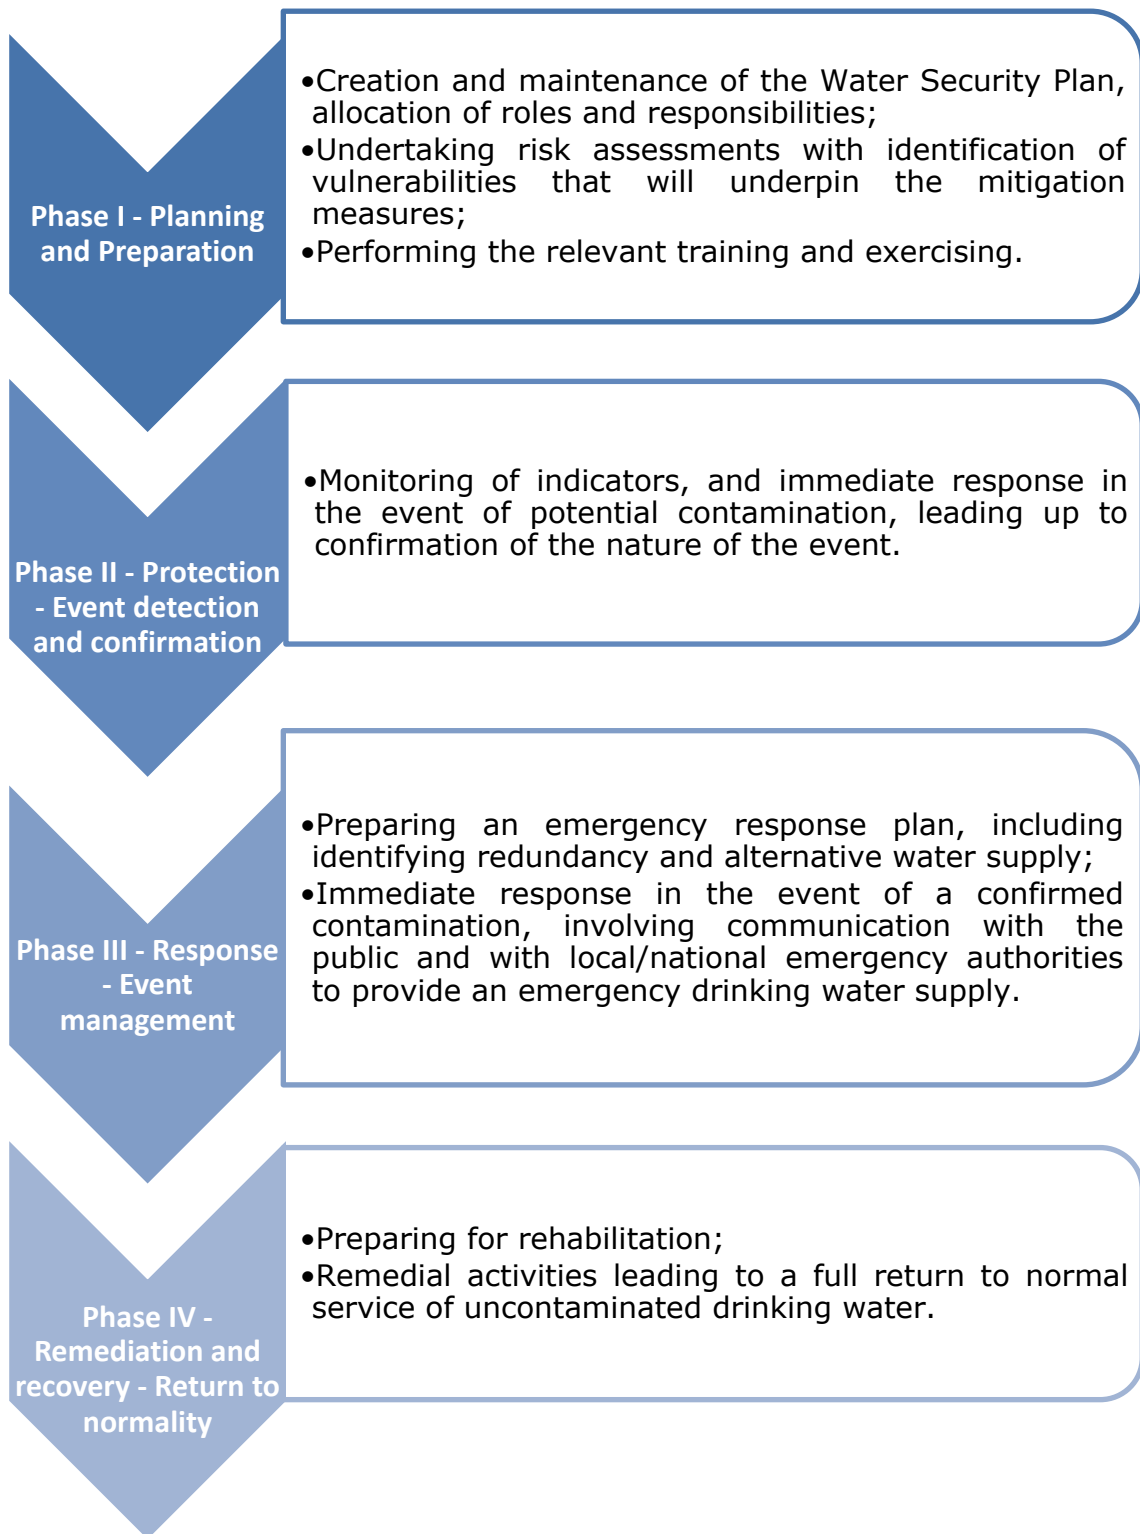 Phase I - Planning
and Preparation
•Creation and maintenance of the Water Security Plan,
allocation of roles and responsibilities;
•Undertaking risk assessments with identification of
vulnerabilities that will underpin the mitigation
measures;
•Performing the relevant training and exercising.
Phase II - Protection
- Event detection
and confirmation
•Monitoring of indicators, and immediate response in
the event of potential contamination, leading up to
confirmation of the nature of the event.
Phase III - Response
- Event
management
•Preparing an emergency response plan, including
identifying redundancy and alternative water supply;
•Immediate response in the event of a confirmed
contamination, involving communication with the
public and with local/national emergency authorities
to provide an emergency drinking water supply.
Phase IV -
Remediation and
recovery - Return to
normality
•Preparing for rehabilitation;
•Remedial activities leading to a full return to normal
service of uncontaminated drinking water.